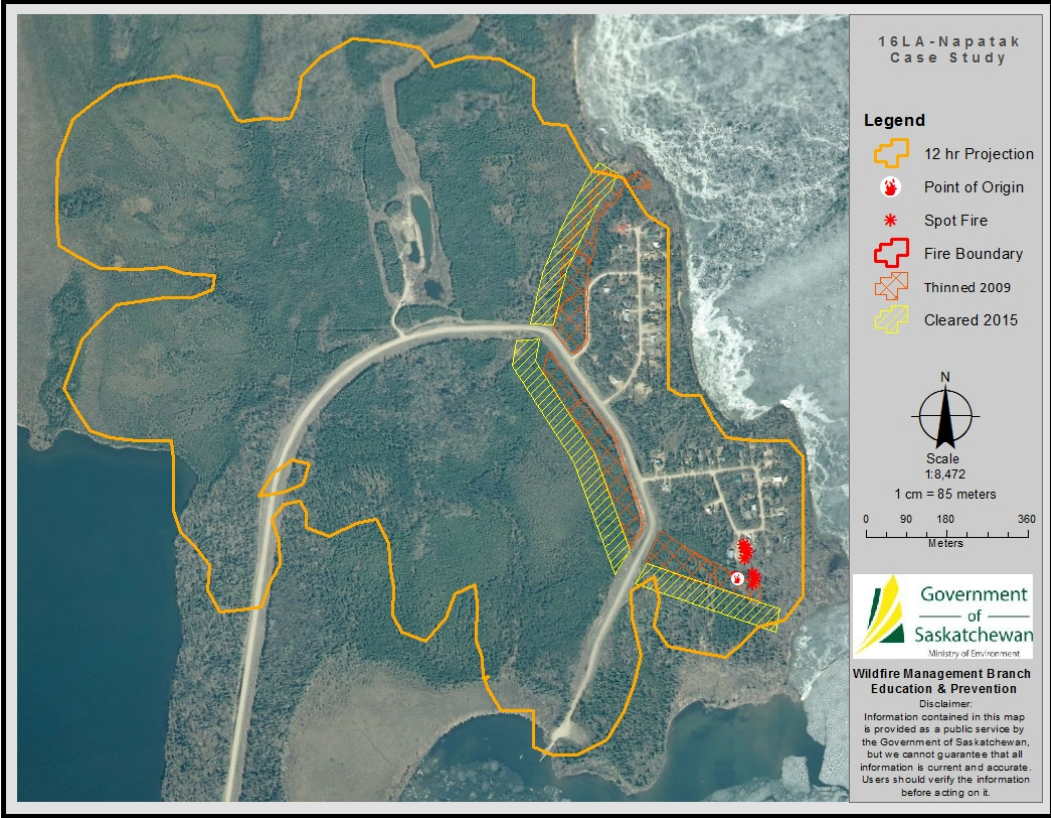 16LA-Napatak
Case Study
Legend
12 hr Projection
Point of Origin
Spot Fire
Fire Boundary
Thinned 2009
Cleared 2015
N
Scale
1:8,472
1 cm = 85 meters
0 90 180 360
Meters
Government
of
Saskatchewan
Ministry of Environment
Wildfire Management Branch
Education & Prevention
Disclaimer:
Information contained in this map
is provided as a public service by
the Government of Saskatchewan,
but we cannot guarantee that all
information is current and accurate.
Users should verify the information
before acting on it.